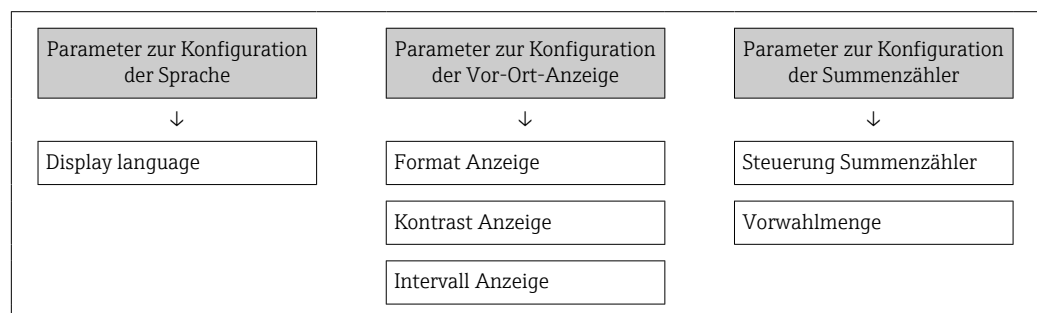 Parameter zur Konfiguration
der Sprache
↓
Display language
Parameter zur Konfiguration
der Vor-Ort-Anzeige
↓
Format Anzeige
Kontrast Anzeige
Intervall Anzeige
Parameter zur Konfiguration
der Summenzähler
↓
Steuerung Summenzähler
Vorwahlmenge